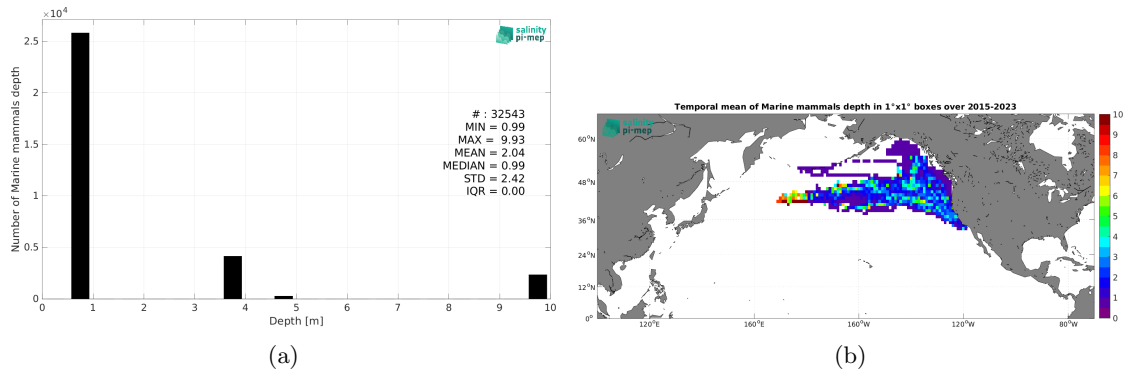 ×10⁴
2.5
2
1.5
1
0.5
0
Number of Marine mammals depth
salinity
pi-mep
# : 32543
MIN = 0.99
MAX = 9.93
MEAN = 2.04
MEDIAN = 0.99
STD = 2.42
IQR = 0.00
0 1 2 3 4 5 6 7 8 9 10
Depth [m]
(a)
Temporal mean of Marine mammals depth in 1°x1° boxes over 2015-2023
salinity
pi-mep
60°N
48°N
36°N
24°N
12°N
0°
120°E 160°E 160°W 120°W 80°W
10
9
8
7
6
5
4
3
2
1
0
(b)